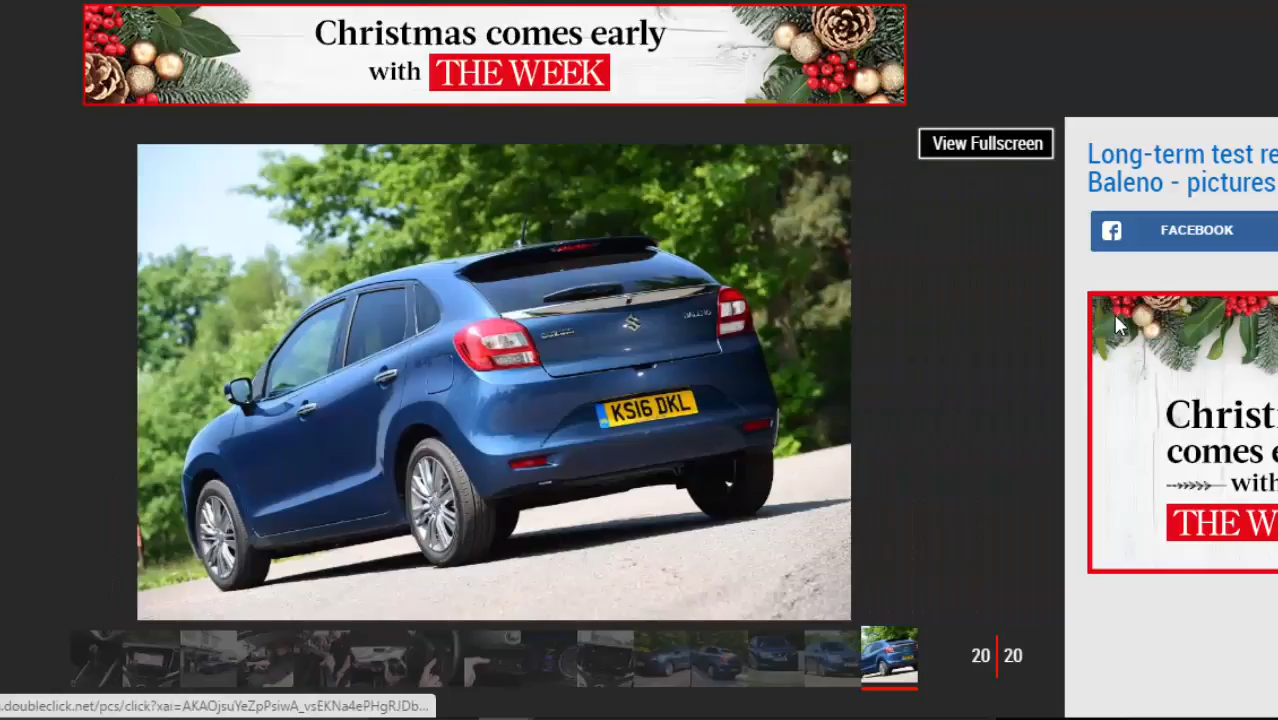 Christmas comes early
with THE WEEK
View Fullscreen
Long-term test re
Baleno - pictures
FACEBOOK
KS16 DKL
Christ
comes e
with
THE W
20 20
.doubleclick.net/pcs/click?xai=AKAOjsuYeZpPsiwA_vsEKNa4ePHgRJDb...